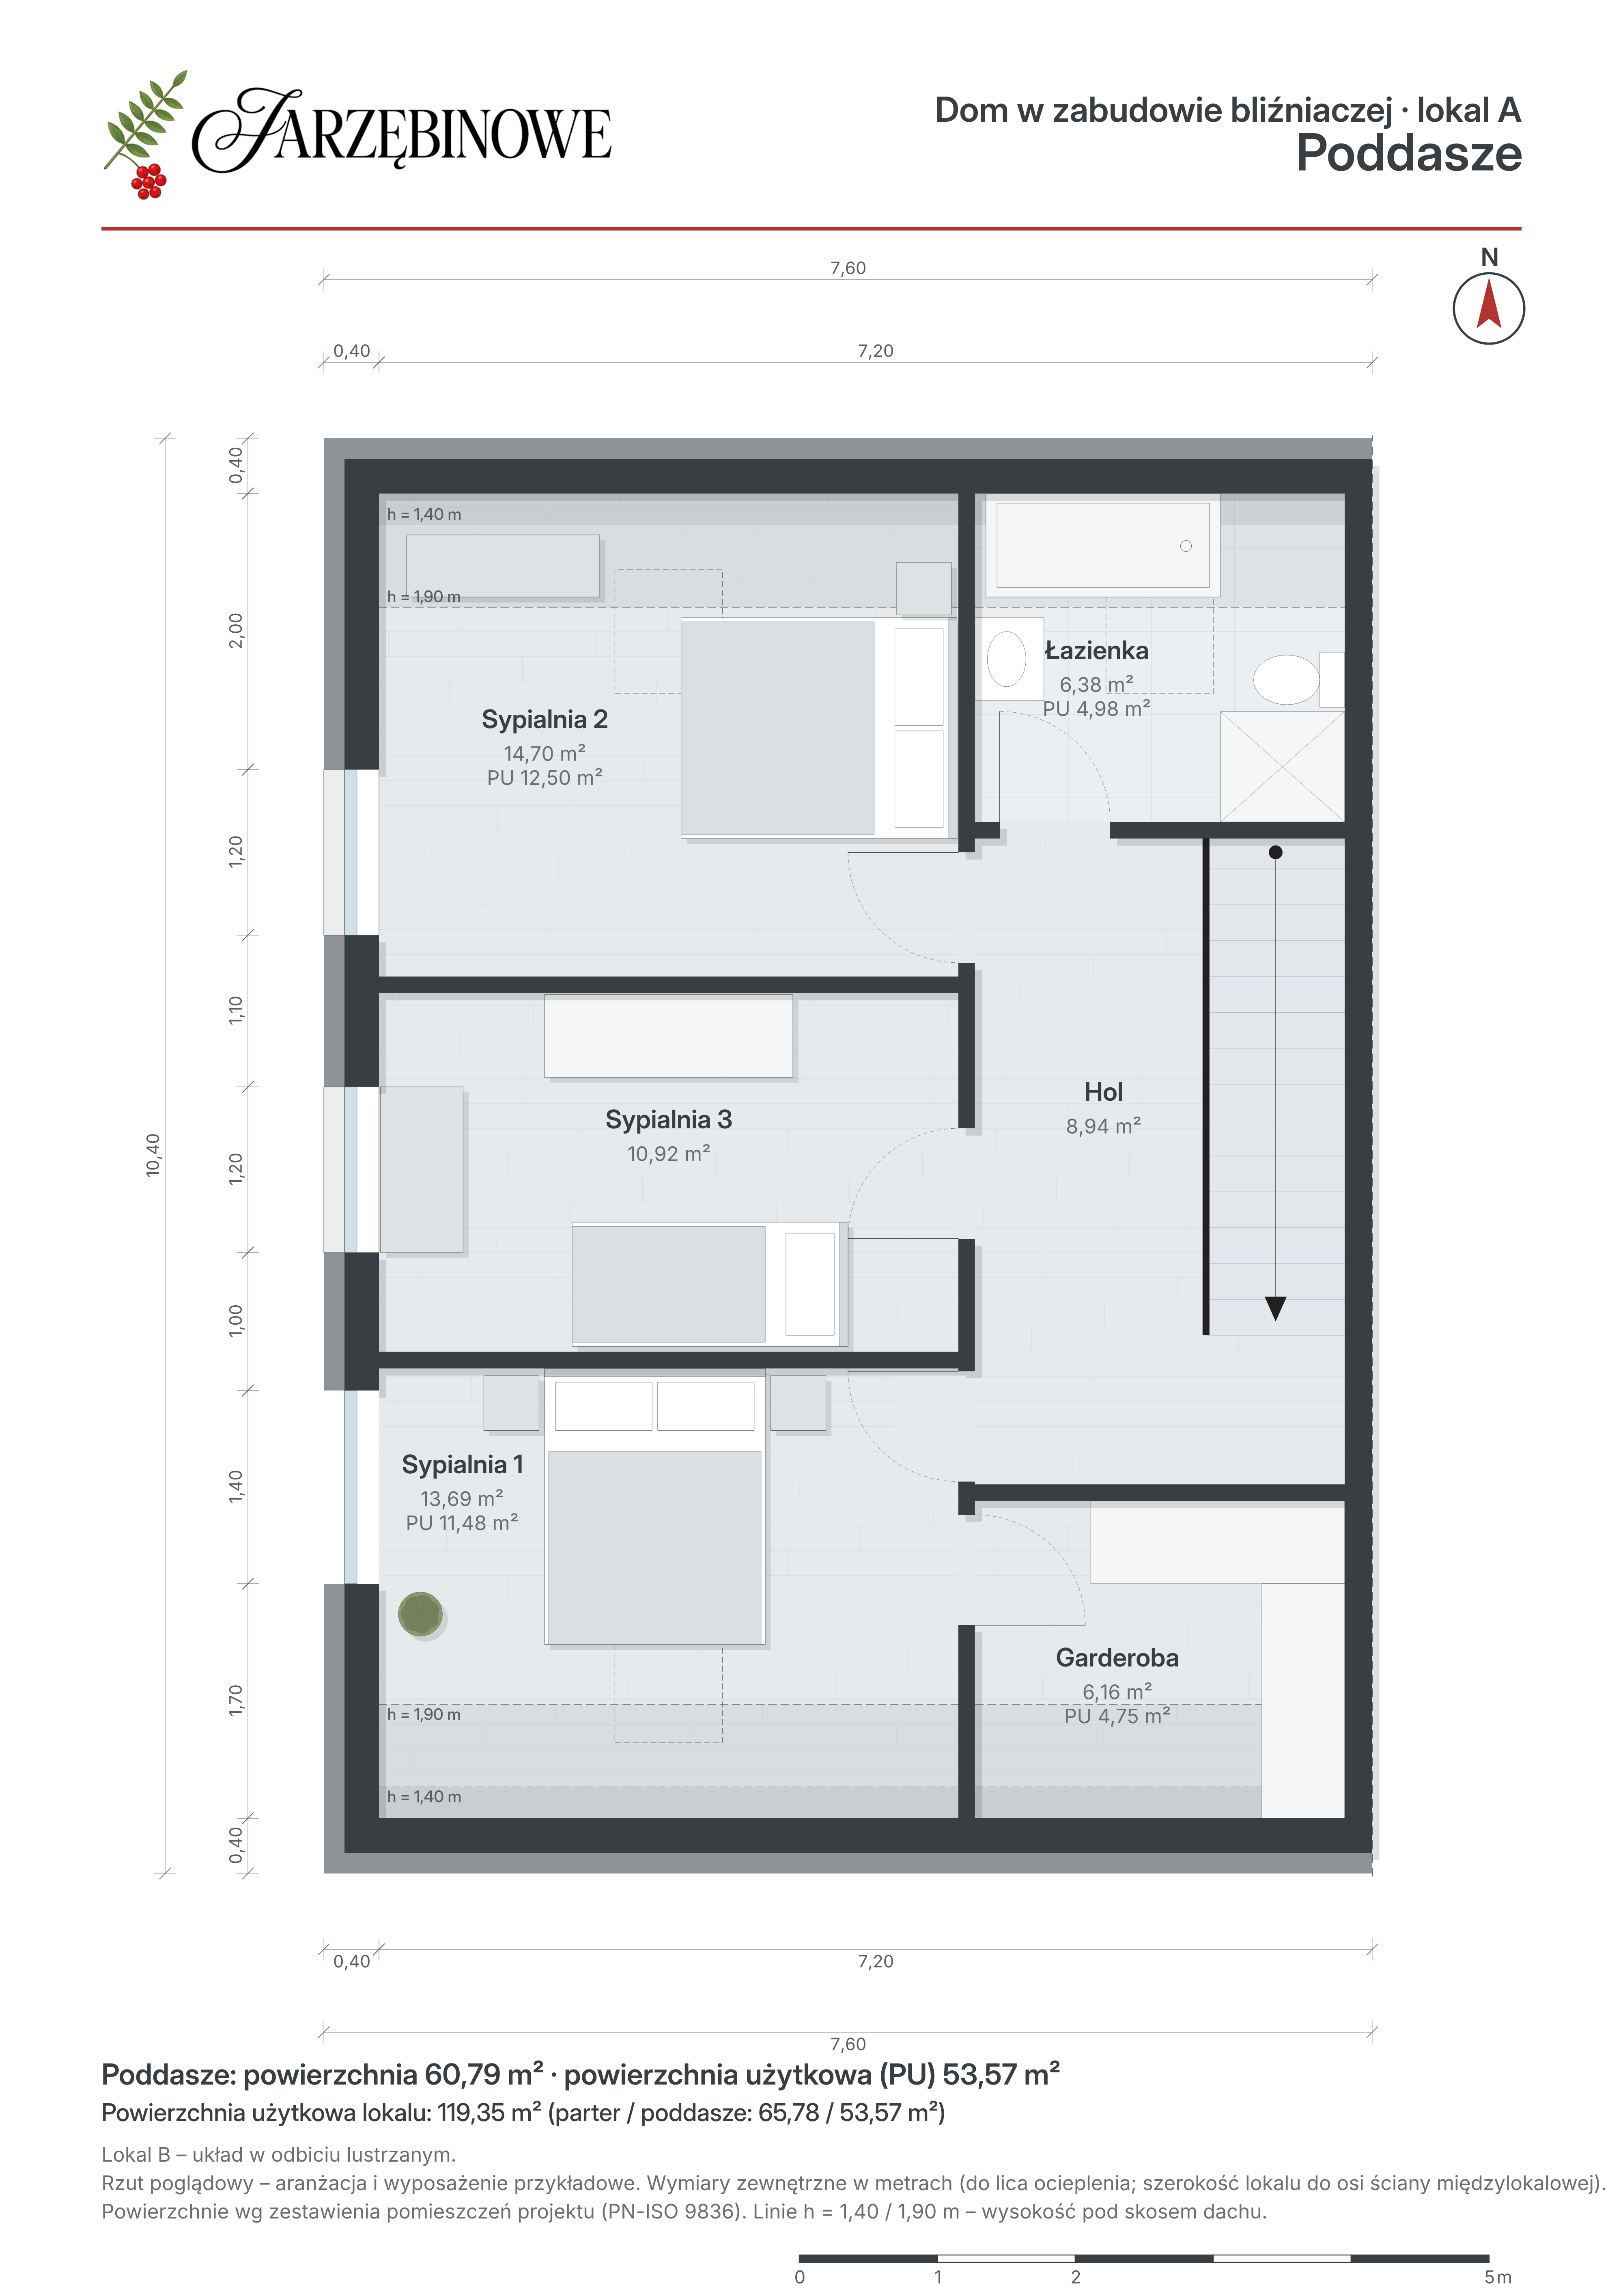 JARZĘBINOWE
Dom w zabudowie bliźniaczej · lokal A
Poddasze
N
7,60
0,40
7,20
0,40
2,00
1,20
1,10
1,20
1,00
1,40
1,70
0,40
10,40
h = 1,40 m
h = 1,90 m
Sypialnia 2
14,70 m²
PU 12,50 m²
Łazienka
6,38 m²
PU 4,98 m²
Sypialnia 3
10,92 m²
Hol
8,94 m²
Sypialnia 1
13,69 m²
PU 11,48 m²
Garderoba
6,16 m²
PU 4,75 m²
h = 1,90 m
h = 1,40 m
0,40
7,20
7,60
Poddasze: powierzchnia 60,79 m² · powierzchnia użytkowa (PU) 53,57 m²
Powierzchnia użytkowa lokalu: 119,35 m² (parter / poddasze: 65,78 / 53,57 m²)
Lokal B – układ w odbiciu lustrzanym.
Rzut poglądowy – aranżacja i wyposażenie przykładowe. Wymiary zewnętrzne w metrach (do lica ocieplenia; szerokość lokalu do osi ściany międzylokalowej).
Powierzchnie wg zestawienia pomieszczeń projektu (PN-ISO 9836). Linie h = 1,40 / 1,90 m – wysokość pod skosem dachu.
0 1 2 5 m